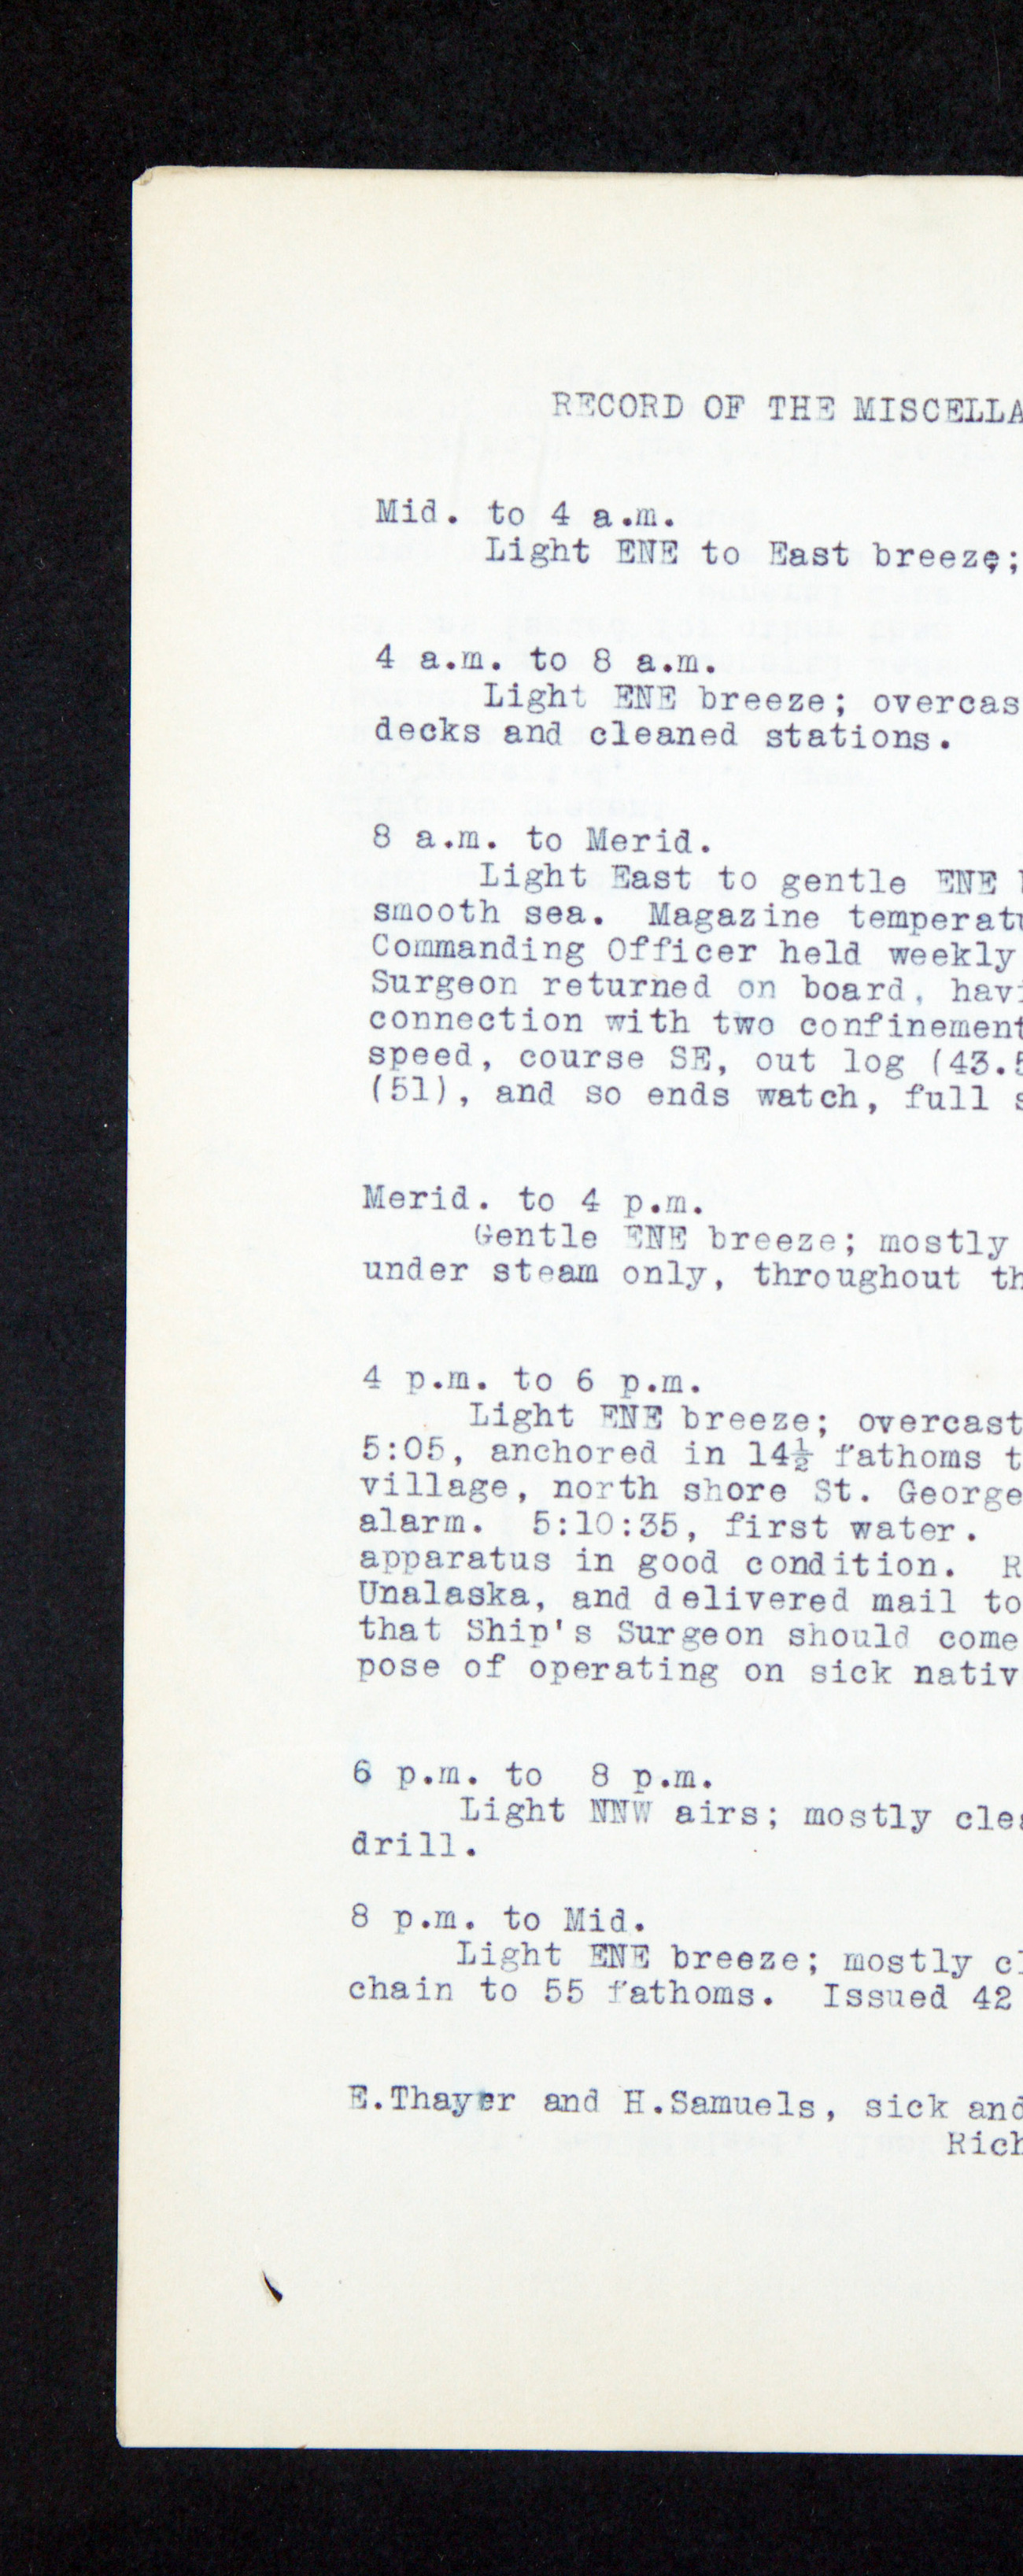 RECORD OF THE MISCELLA
Mid. to 4 a.m.
Light ENE to East breeze;
4 a.m. to 8 a.m.
Light ENE breeze; overcas
decks and cleaned stations.
8 a.m. to Merid.
Light East to gentle ENE
smooth sea. Magazine temperatu
Commanding Officer held weekly
Surgeon returned on board, havi
connection with two confinement
speed, course SE, out log (43.5
(51), and so ends watch, full s
Merid. to 4 p.m.
Gentle ENE breeze; mostly
under steam only, throughout th
4 p.m. to 6 p.m.
Light ENE breeze; overcast
5:05, anchored in 14½ fathoms t
village, north shore St. George
alarm. 5:10:35, first water.
apparatus in good condition. R
Unalaska, and delivered mail to
that Ship's Surgeon should come
pose of operating on sick nativ
6 p.m. to 8 p.m.
Light NNW airs; mostly clea
drill.
8 p.m. to Mid.
Light ENE breeze; mostly cl
chain to 55 fathoms. Issued 42
E.Thayer and H.Samuels, sick and
Rich